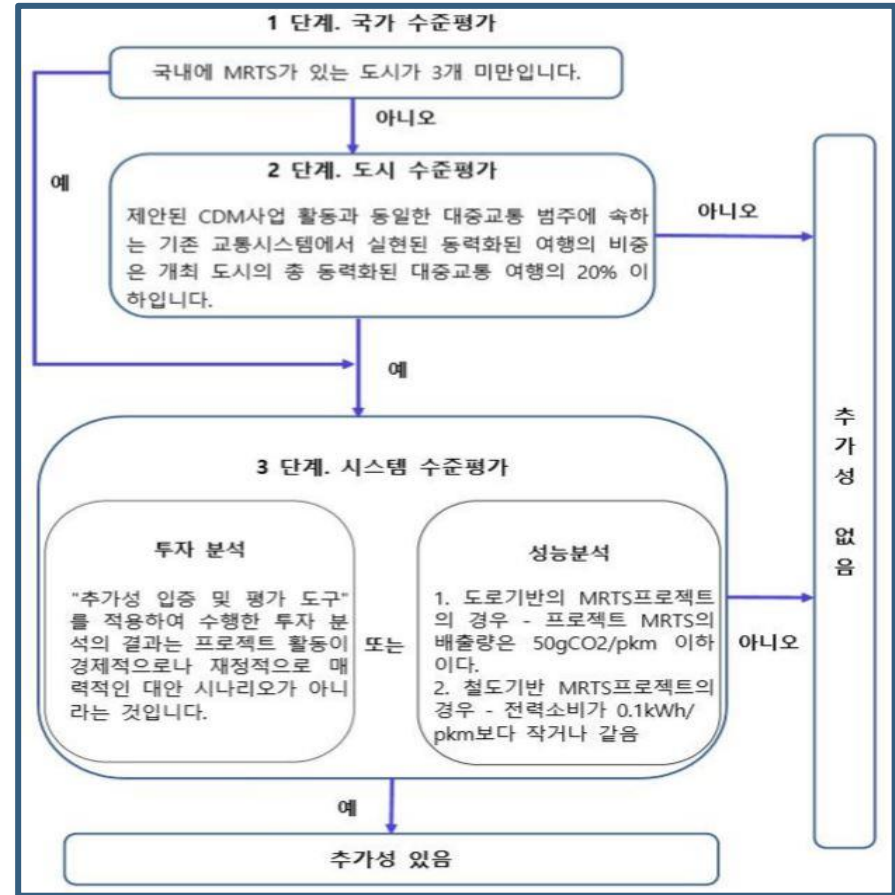 1 단계. 국가 수준평가
국내에 MRTS가 있는 도시가 3개 미만입니다.
아니오
예
2 단계. 도시 수준평가
제안된 CDM사업 활동과 동일한 대중교통 범주에 속하
는 기존 교통시스템에서 실현된 동력화된 여행의 비중
은 개최 도시의 총 동력화된 대중교통 여행의 20% 이
하입니다.
아니오
예
3 단계. 시스템 수준평가
투자 분석
"추가성 입증 및 평가 도구"
를 적용하여 수행한 투자 분
석의 결과는 프로젝트 활동이
경제적으로나 재정적으로 매
력적인 대안 시나리오가 아니
라는 것입니다.
또는
성능분석
1. 도로기반의 MRTS프로젝트
의 경우 - 프로젝트 MRTS의
배출량은 50gCO2/pkm 이하
이다.
2. 철도기반 MRTS프로젝트의
경우 - 전력소비가 0.1kWh/
pkm보다 작거나 같음
아니오
추가성 없음
예
추가성 있음